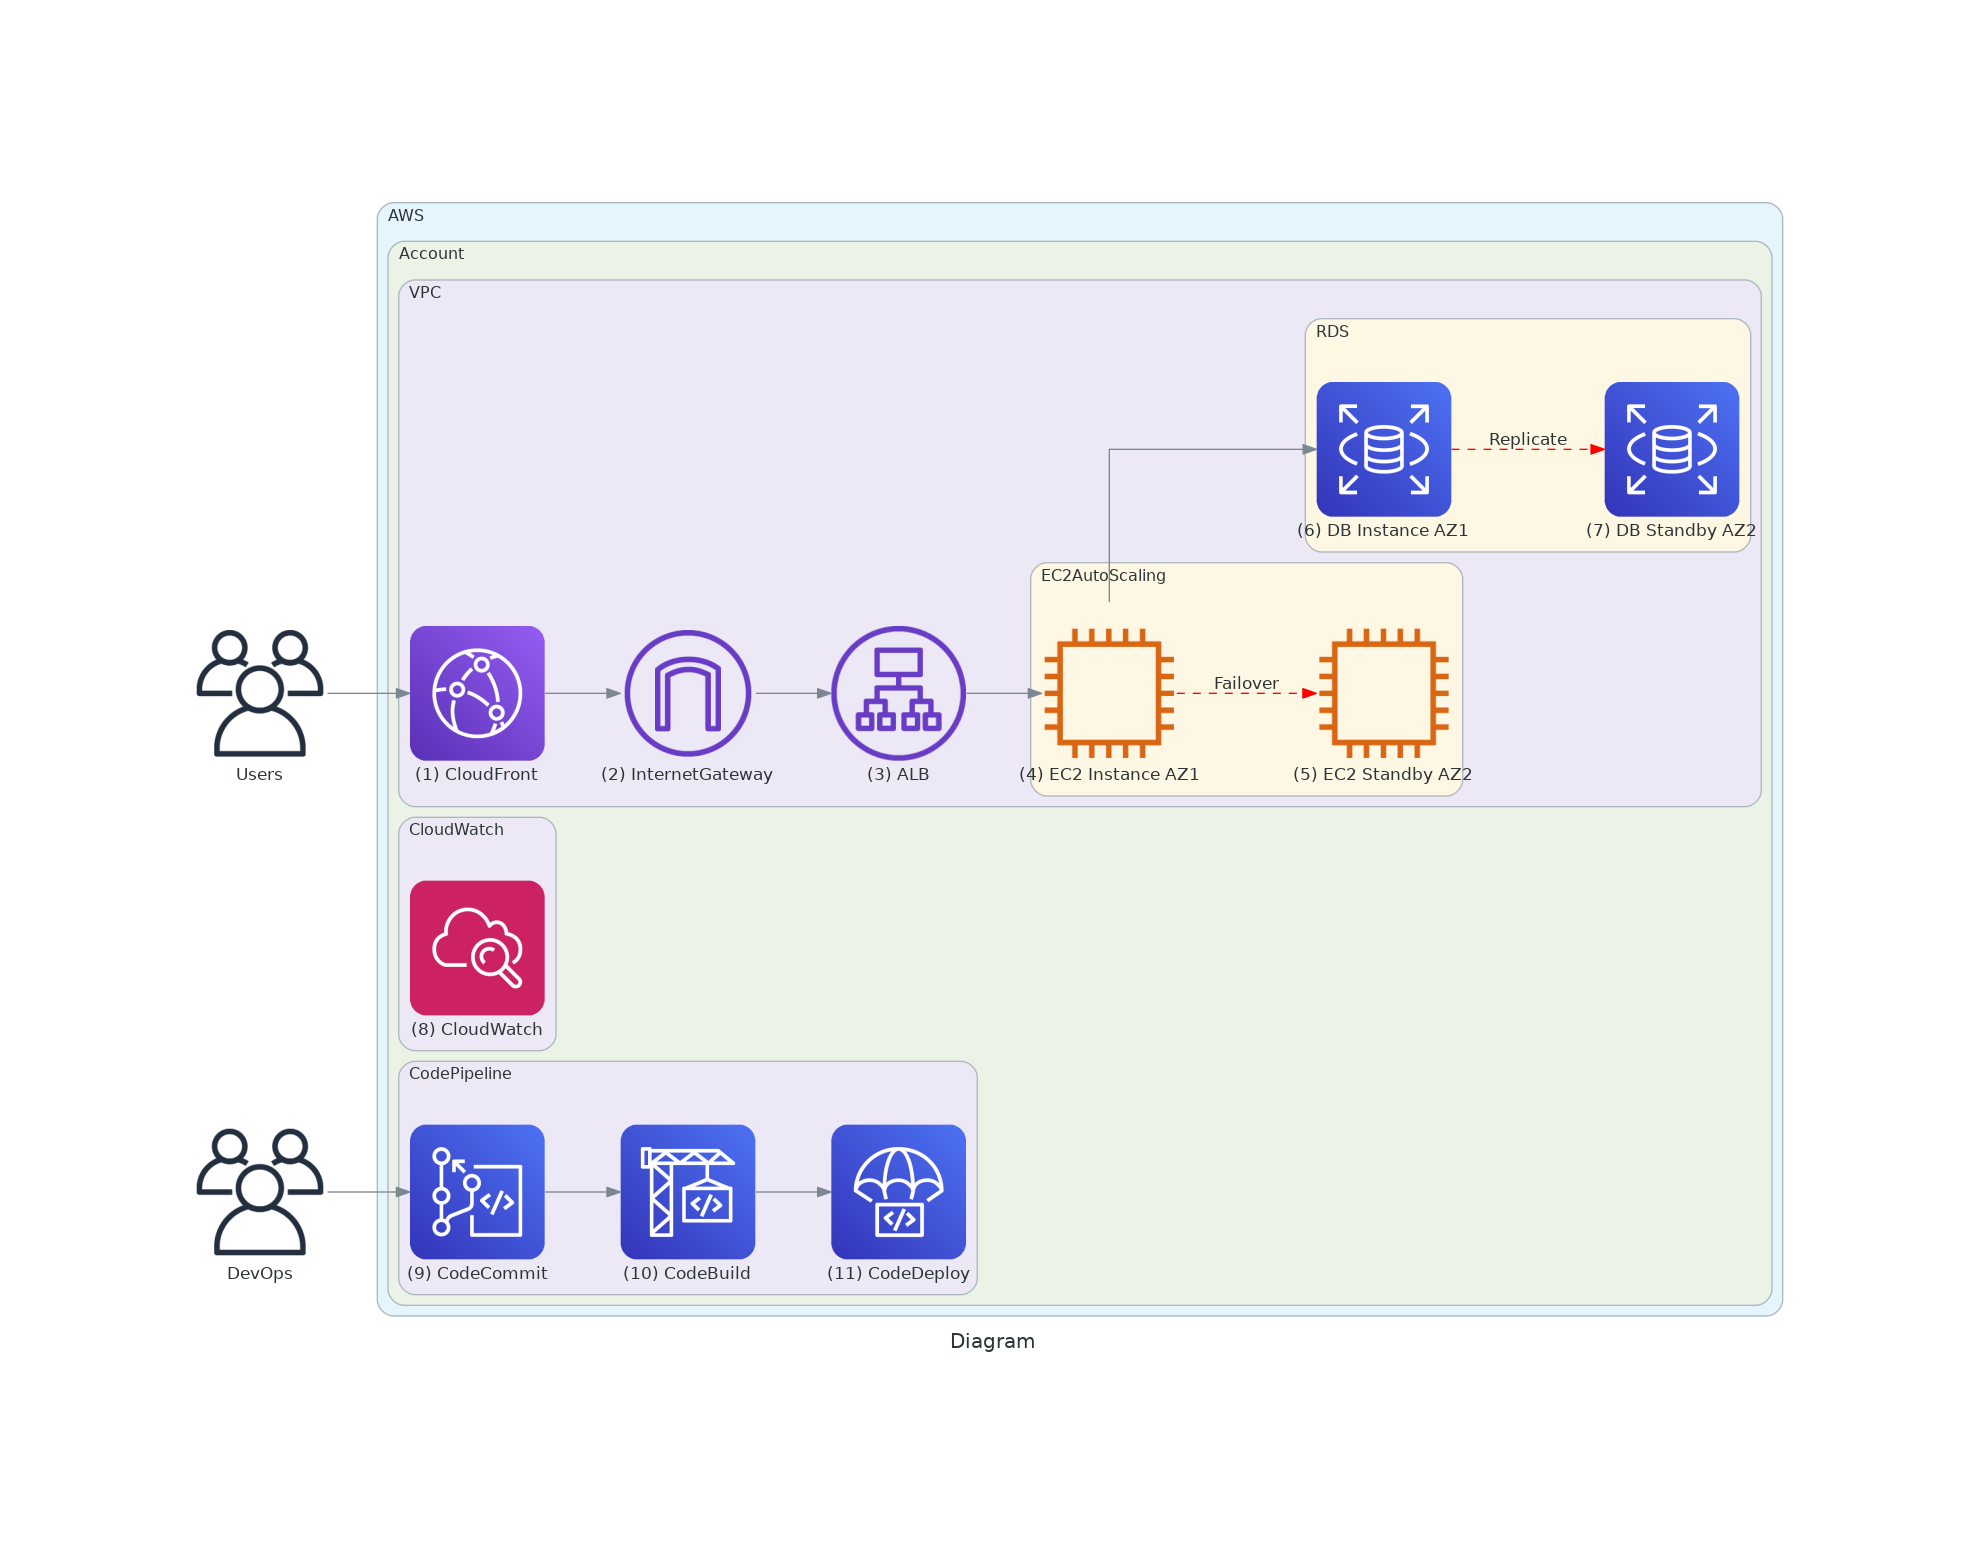 AWS
Account
VPC
RDS
Replicate
(6) DB Instance AZ1
(7) DB Standby AZ2
EC2AutoScaling
Failover
Users
(1) CloudFront
(2) InternetGateway
(3) ALB
(4) EC2 Instance AZ1
(5) EC2 Standby AZ2
CloudWatch
(8) CloudWatch
CodePipeline
DevOps
(9) CodeCommit
(10) CodeBuild
(11) CodeDeploy
Diagram